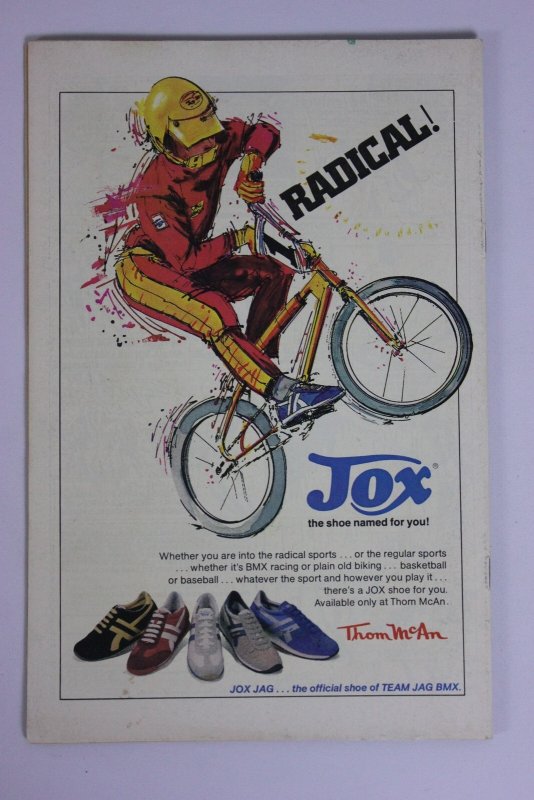 RADICAL!
1
Jox®
the shoe named for you!
Whether you are into the radical sports . . . or the regular sports
. . . whether it's BMX racing or plain old biking . . . basketball
or baseball . . . whatever the sport and however you play it . . .
there's a JOX shoe for you.
Available only at Thom McAn.
Thom McAn
JOX JAG . . . the official shoe of TEAM JAG BMX.